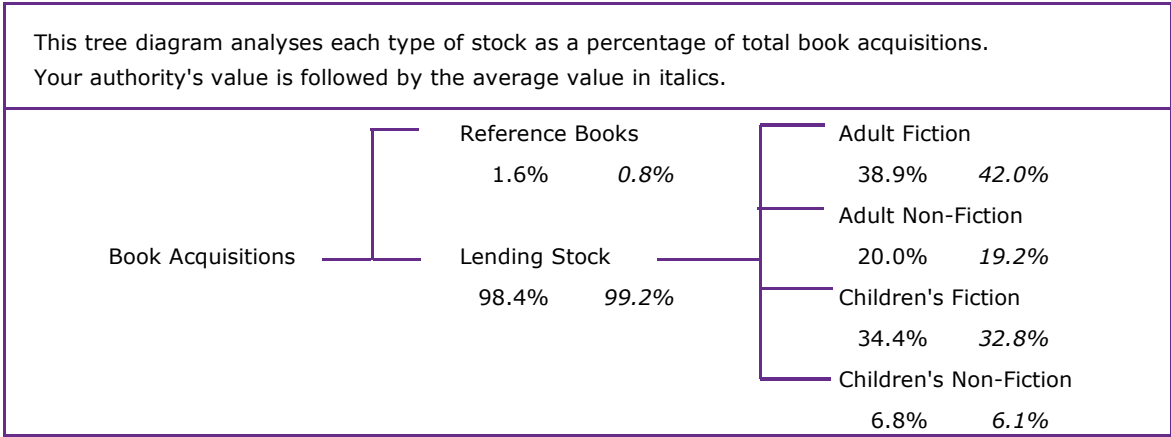 This tree diagram analyses each type of stock as a percentage of total book acquisitions.
Your authority's value is followed by the average value in italics.
Reference Books
1.6% 0.8%
Book Acquisitions
Lending Stock
98.4% 99.2%
Adult Fiction
38.9% 42.0%
Adult Non-Fiction
20.0% 19.2%
Children's Fiction
34.4% 32.8%
Children's Non-Fiction
6.8% 6.1%